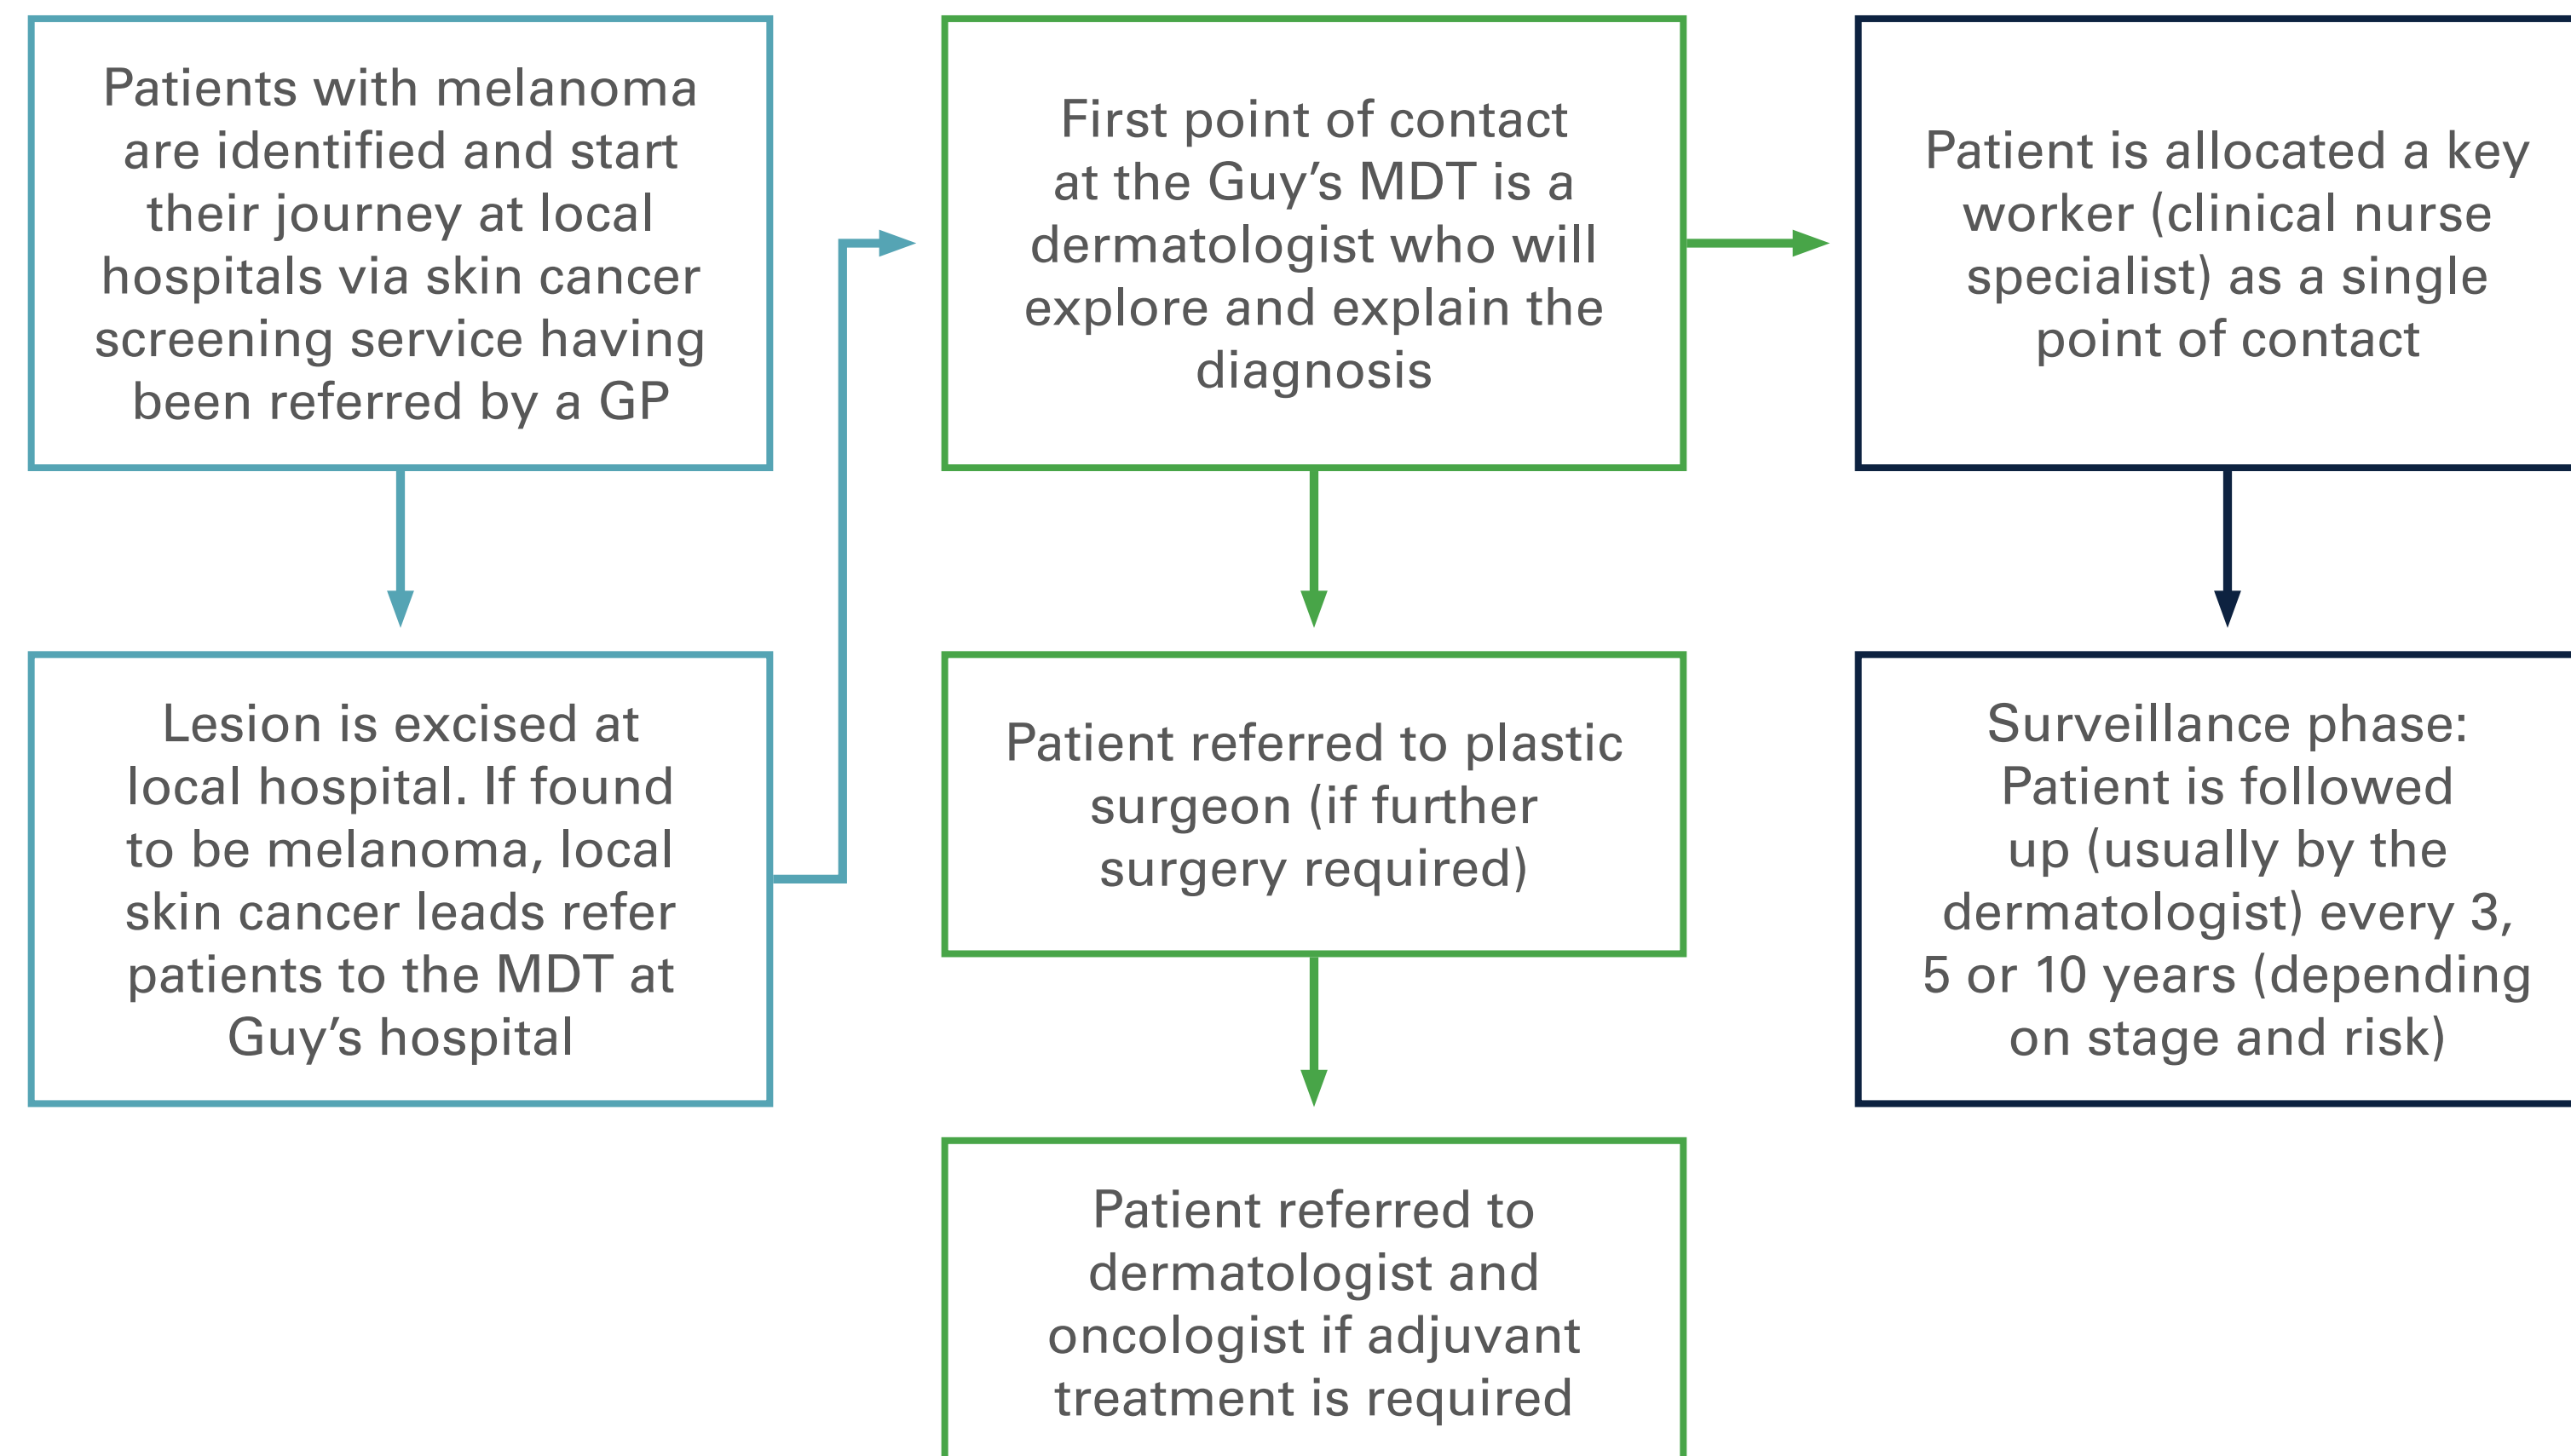 Patients with melanoma
are identified and start
their journey at local
hospitals via skin cancer
screening service having
been referred by a GP
Lesion is excised at
local hospital. If found
to be melanoma, local
skin cancer leads refer
patients to the MDT at
Guy’s hospital
First point of contact
at the Guy’s MDT is a
dermatologist who will
explore and explain the
diagnosis
Patient referred to plastic
surgeon (if further
surgery required)
Patient referred to
dermatologist and
oncologist if adjuvant
treatment is required
Patient is allocated a key
worker (clinical nurse
specialist) as a single
point of contact
Surveillance phase:
Patient is followed
up (usually by the
dermatologist) every 3,
5 or 10 years (depending
on stage and risk)